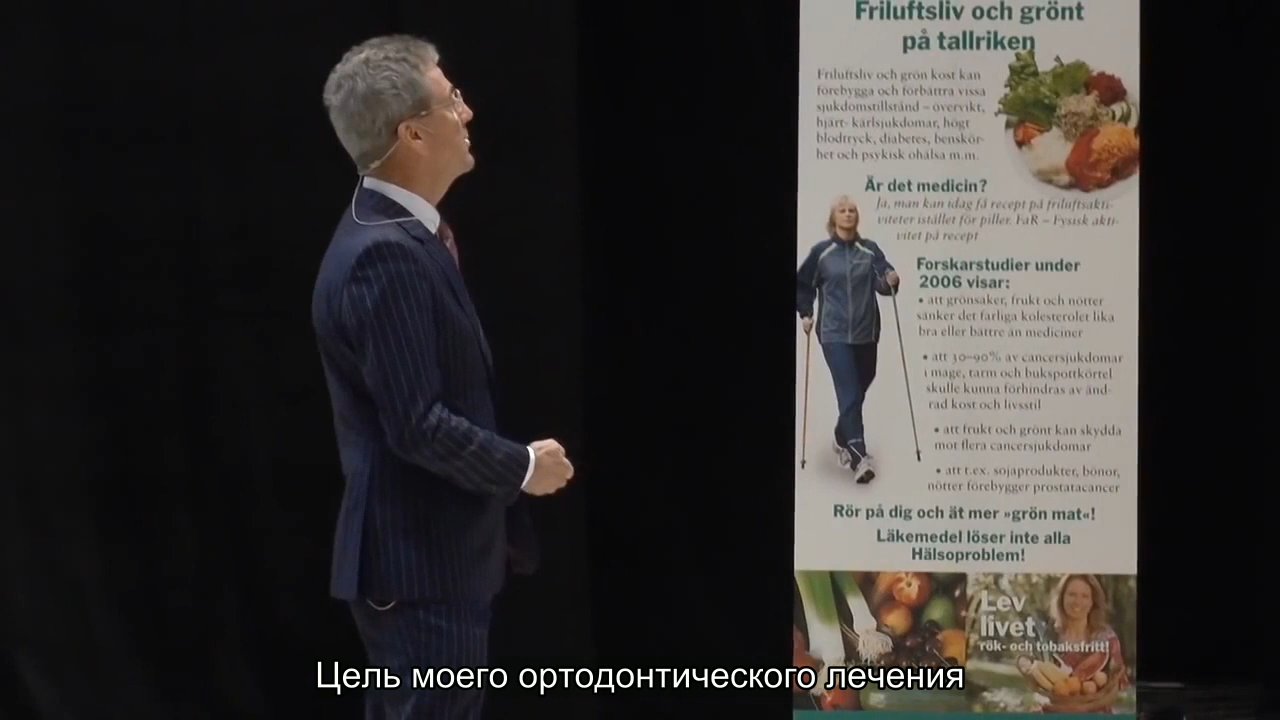 Friluftsliv och grönt
på tallriken
Friluftsliv och grön kost kan
förebygga och förbättra vissa
sjukdomstillstånd – övervikt,
hjärt- kärlsjukdomar, högt
blodtryck, diabetes, benskör-
het och psykisk ohälsa m.m.
Är det medicin?
Ja, man kan idag få recept på friluftsakti-
viteter istället för piller. FaR – Fysisk akti-
vitet på recept
Forskarstudier under
2006 visar:
• att grönsaker, frukt och nötter
sänker det farliga kolesterolet lika
bra eller bättre än mediciner
• att 30–90% av cancersjukdomar
i mage, tarm och bukspottkörtel
skulle kunna förhindras av änd-
rad kost och livsstil
• att frukt och grönt kan skydda
mot flera cancersjukdomar
• att t.ex. sojaprodukter, bönor,
nötter förebygger prostatacancer
Rör på dig och ät mer »grön mat«!
Läkemedel löser inte alla
Hälsoproblem!
Lev
livet
rök- och tobaksfritt!
Цель моего ортодонтического лечения